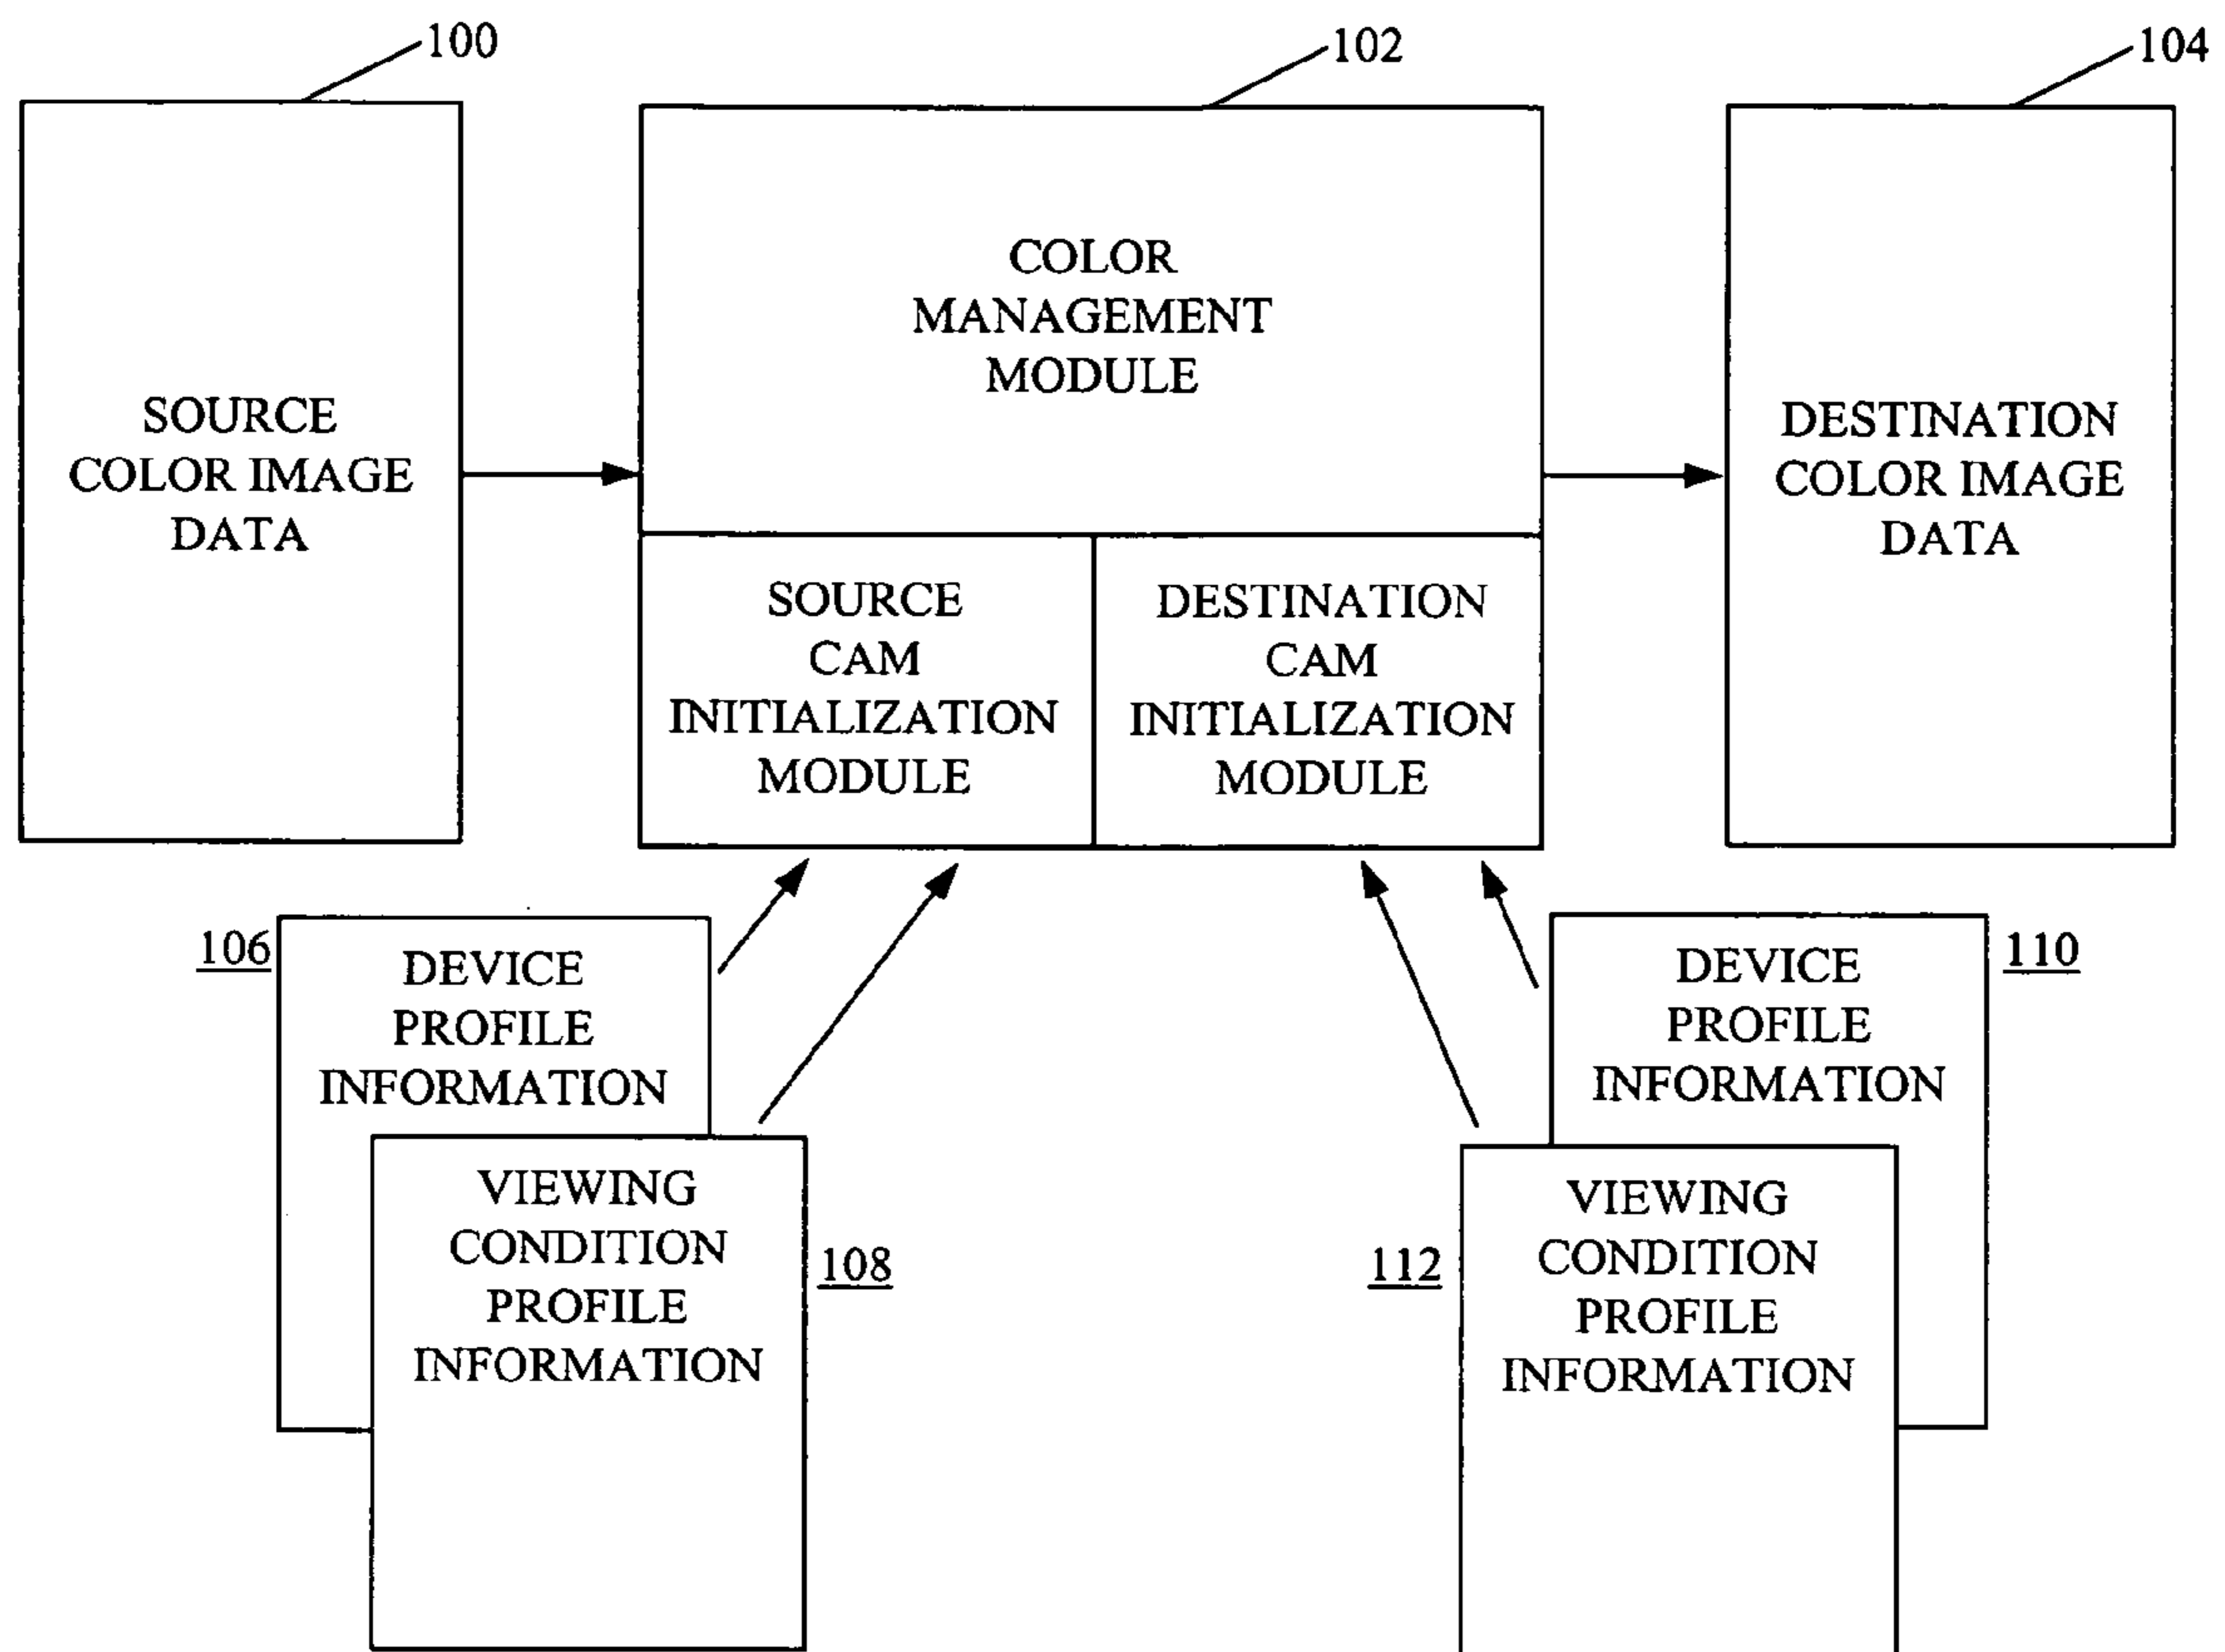 100
102
104
SOURCE
COLOR IMAGE
DATA
COLOR
MANAGEMENT
MODULE
SOURCE
CAM
INITIALIZATION
MODULE
DESTINATION
CAM
INITIALIZATION
MODULE
DESTINATION
COLOR IMAGE
DATA
106
DEVICE
PROFILE
INFORMATION
VIEWING
CONDITION
PROFILE
INFORMATION
108
110
DEVICE
PROFILE
INFORMATION
112
VIEWING
CONDITION
PROFILE
INFORMATION